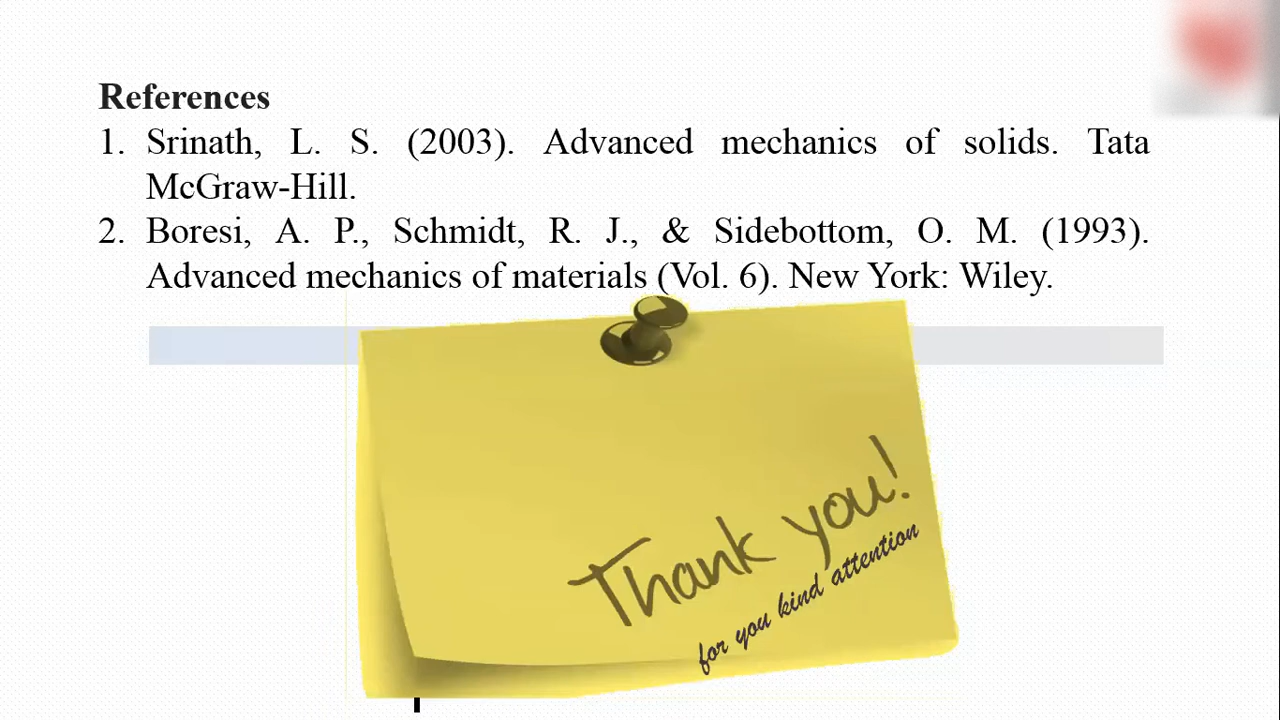 References
1. Srinath, L. S. (2003). Advanced mechanics of solids. Tata
McGraw-Hill.
2. Boresi, A. P., Schmidt, R. J., & Sidebottom, O. M. (1993).
Advanced mechanics of materials (Vol. 6). New York: Wiley.
Thank you!
for you kind attention